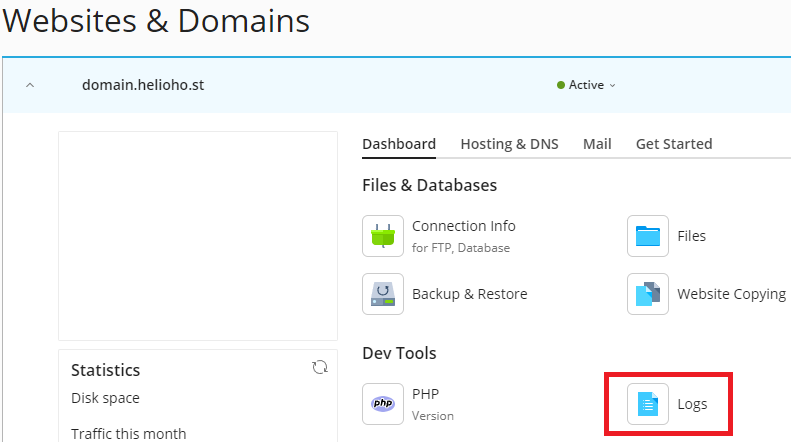 Websites & Domains
domain.helioho.st
Active
Dashboard
Hosting & DNS
Mail
Get Started
Files & Databases
Connection Info
for FTP, Database
Files
Backup & Restore
Website Copying
Statistics
Disk space
Traffic this month
Dev Tools
php
PHP
Version
Logs